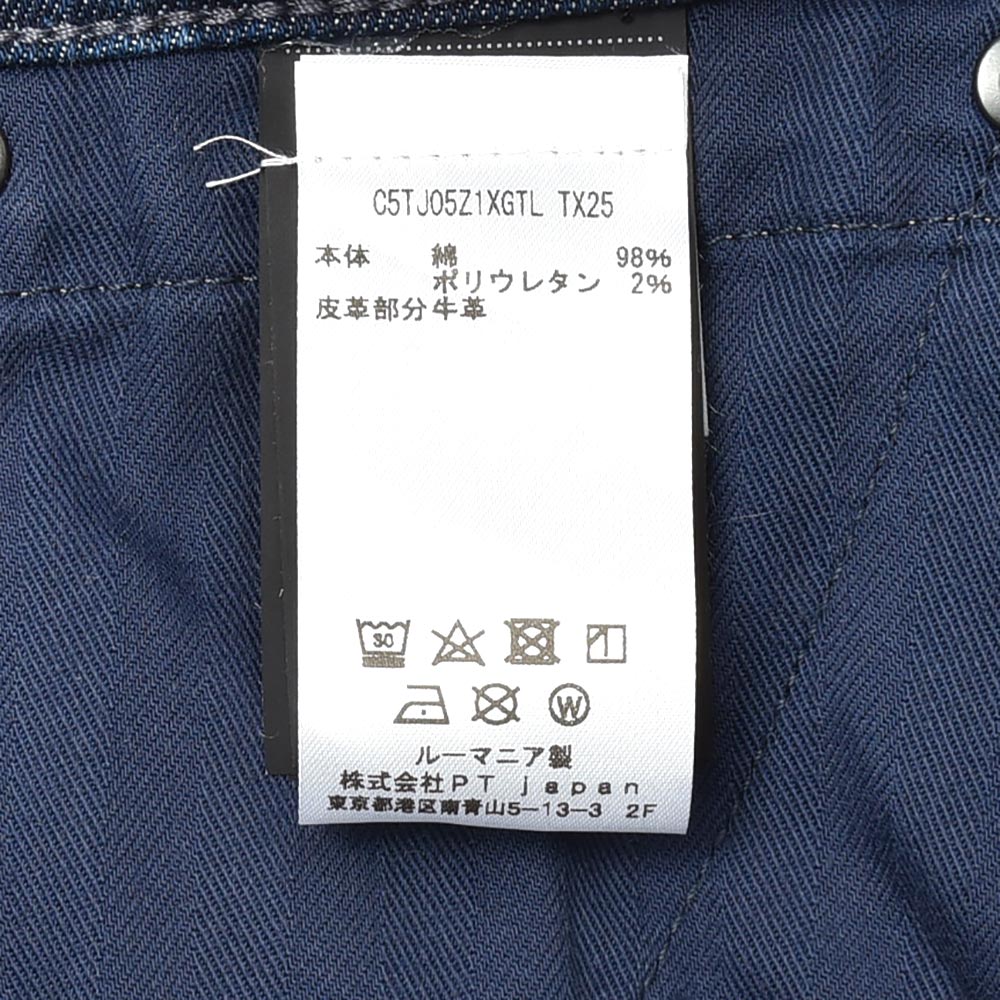 C5TJ05Z1XGTL TX25
本体 綿 98%
ポリウレタン 2%
皮革部分牛革
30
W
ルーマニア製
株式会社PT japan
東京都港区南青山5-13-3 2F